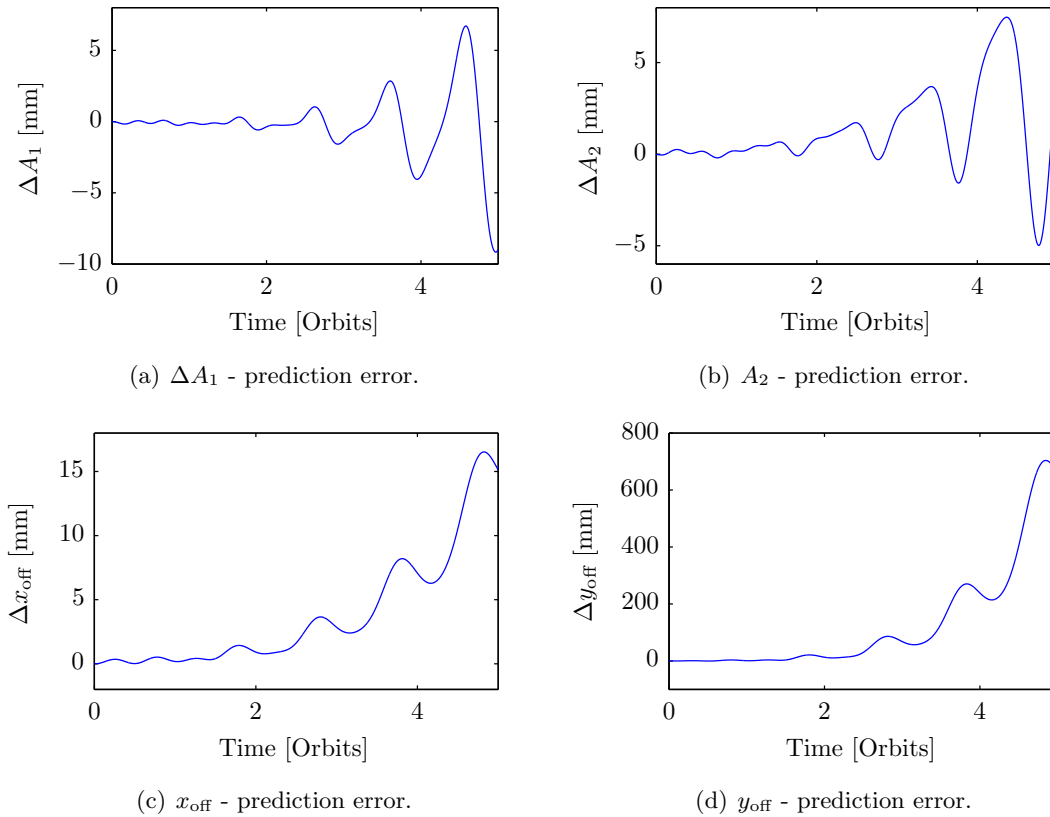 5
0
−5
−10
ΔA₁ [mm]
0 2 4
Time [Orbits]
(a) ΔA₁ - prediction error.
5
0
−5
ΔA₂ [mm]
0 2 4
Time [Orbits]
(b) A₂ - prediction error.
15
10
5
0
Δx_off [mm]
0 2 4
Time [Orbits]
(c) x_off - prediction error.
800
600
400
200
0
Δy_off [mm]
0 2 4
Time [Orbits]
(d) y_off - prediction error.